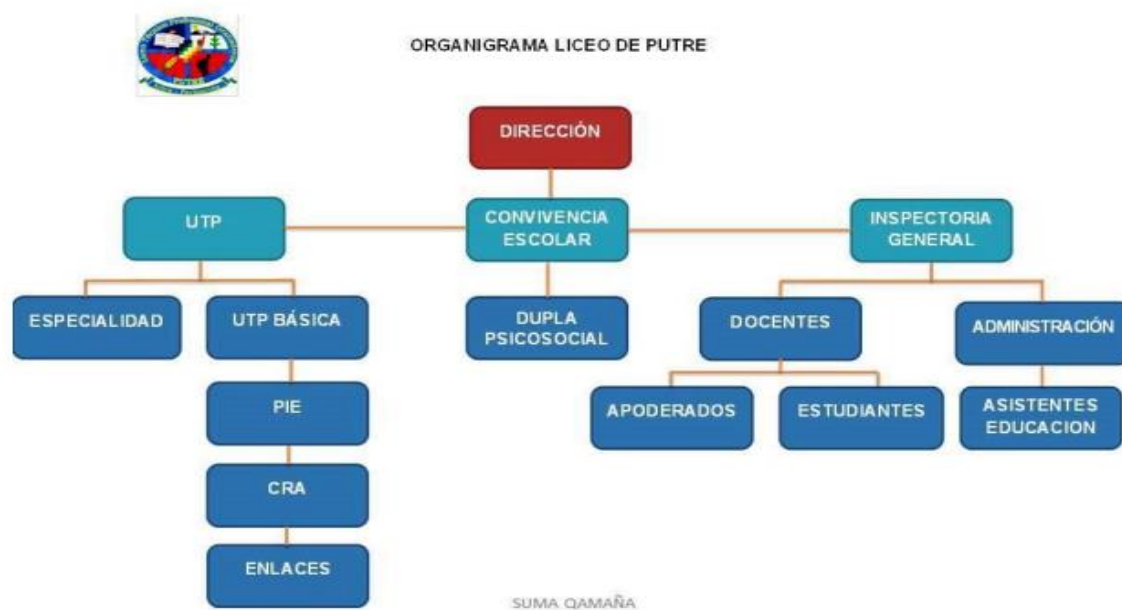 ORGANIGRAMA LICEO DE PUTRE
DIRECCIÓN
UTP
CONVIVENCIA
ESCOLAR
INSPECTORIA
GENERAL
ESPECIALIDAD
UTP BÁSICA
DUPLA
PSICOSOCIAL
DOCENTES
ADMINISTRACIÓN
PIE
APODERADOS
ESTUDIANTES
ASISTENTES
EDUCACION
CRA
ENLACES
SUMA QAMAÑA